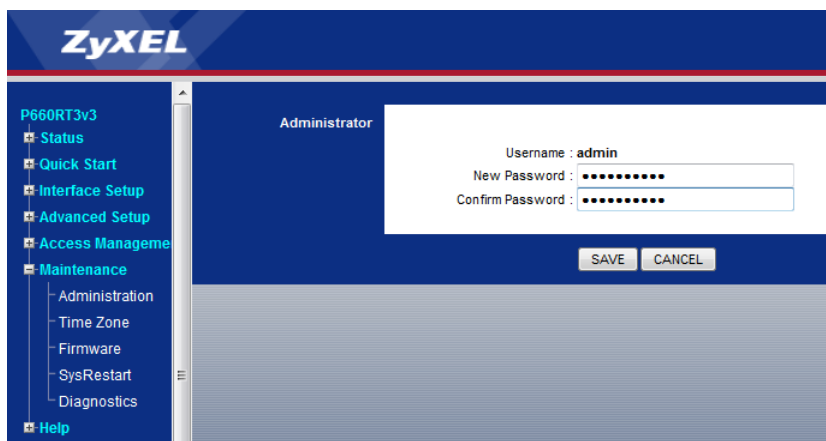 ZyXEL
P660RT3v3
Status
Quick Start
Interface Setup
Advanced Setup
Access Manageme
Maintenance
Administration
Time Zone
Firmware
SysRestart
Diagnostics
Help
Administrator
Username : admin
New Password : ●●●●●●●●●●
Confirm Password : ●●●●●●●●●●
SAVE CANCEL